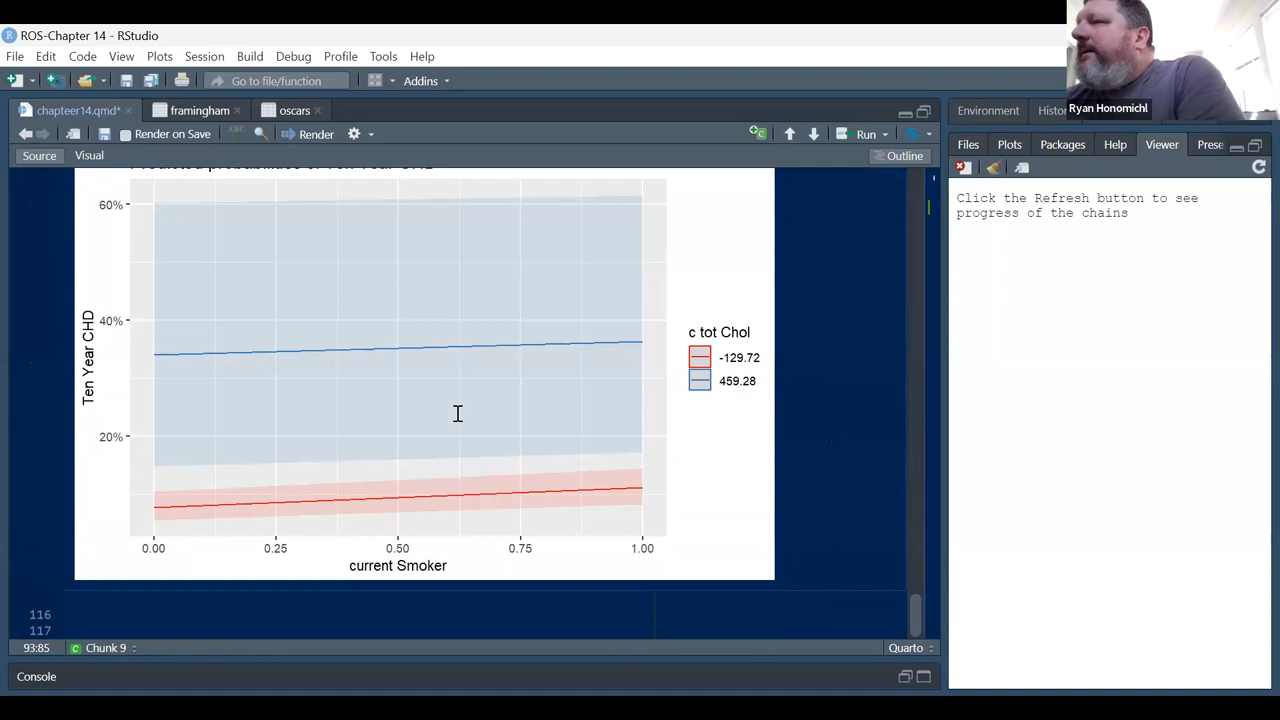 ROS-Chapter 14 - RStudio
File Edit Code View Plots Session Build Debug Profile Tools Help
Go to file/function Addins
Ryan Honomichl
chapteer14.qmd* framingham oscars
Render on Save ABC Render Run
Source Visual Outline
60%
40%
20%
Ten Year CHD
0.00 0.25 0.50 0.75 1.00
current Smoker
c tot Chol
-129.72
459.28
116
117
93:85 Chunk 9 Quarto
Console
Environment Histo
Files Plots Packages Help Viewer Prese
Click the Refresh button to see
progress of the chains